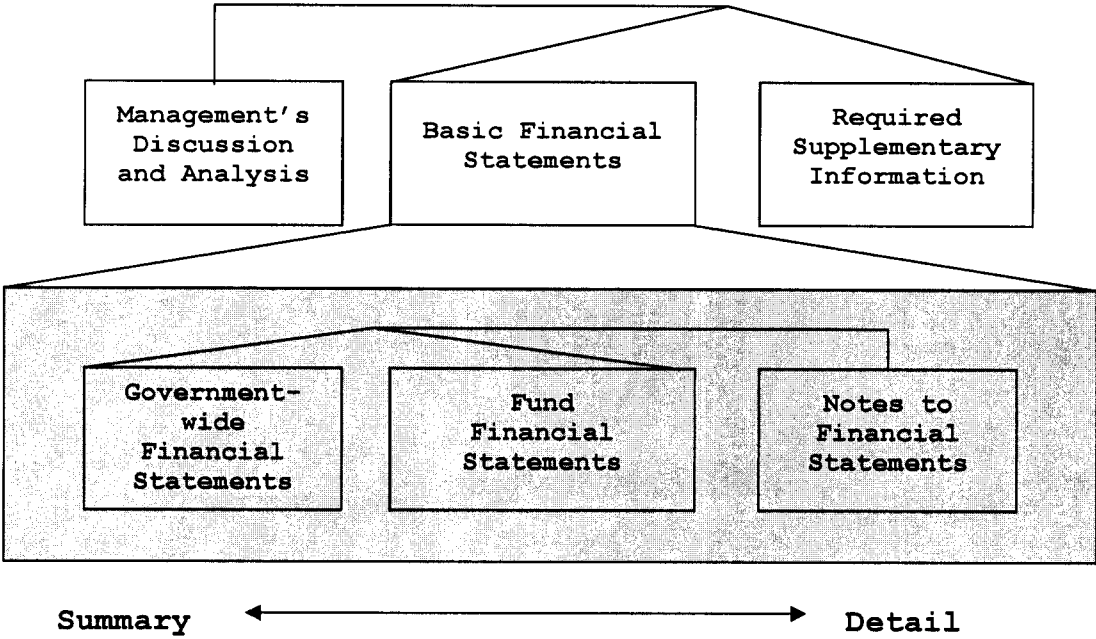 Management's
Discussion
and Analysis
Basic Financial
Statements
Required
Supplementary
Information
Government-
wide
Financial
Statements
Fund
Financial
Statements
Notes to
Financial
Statements
Summary
Detail